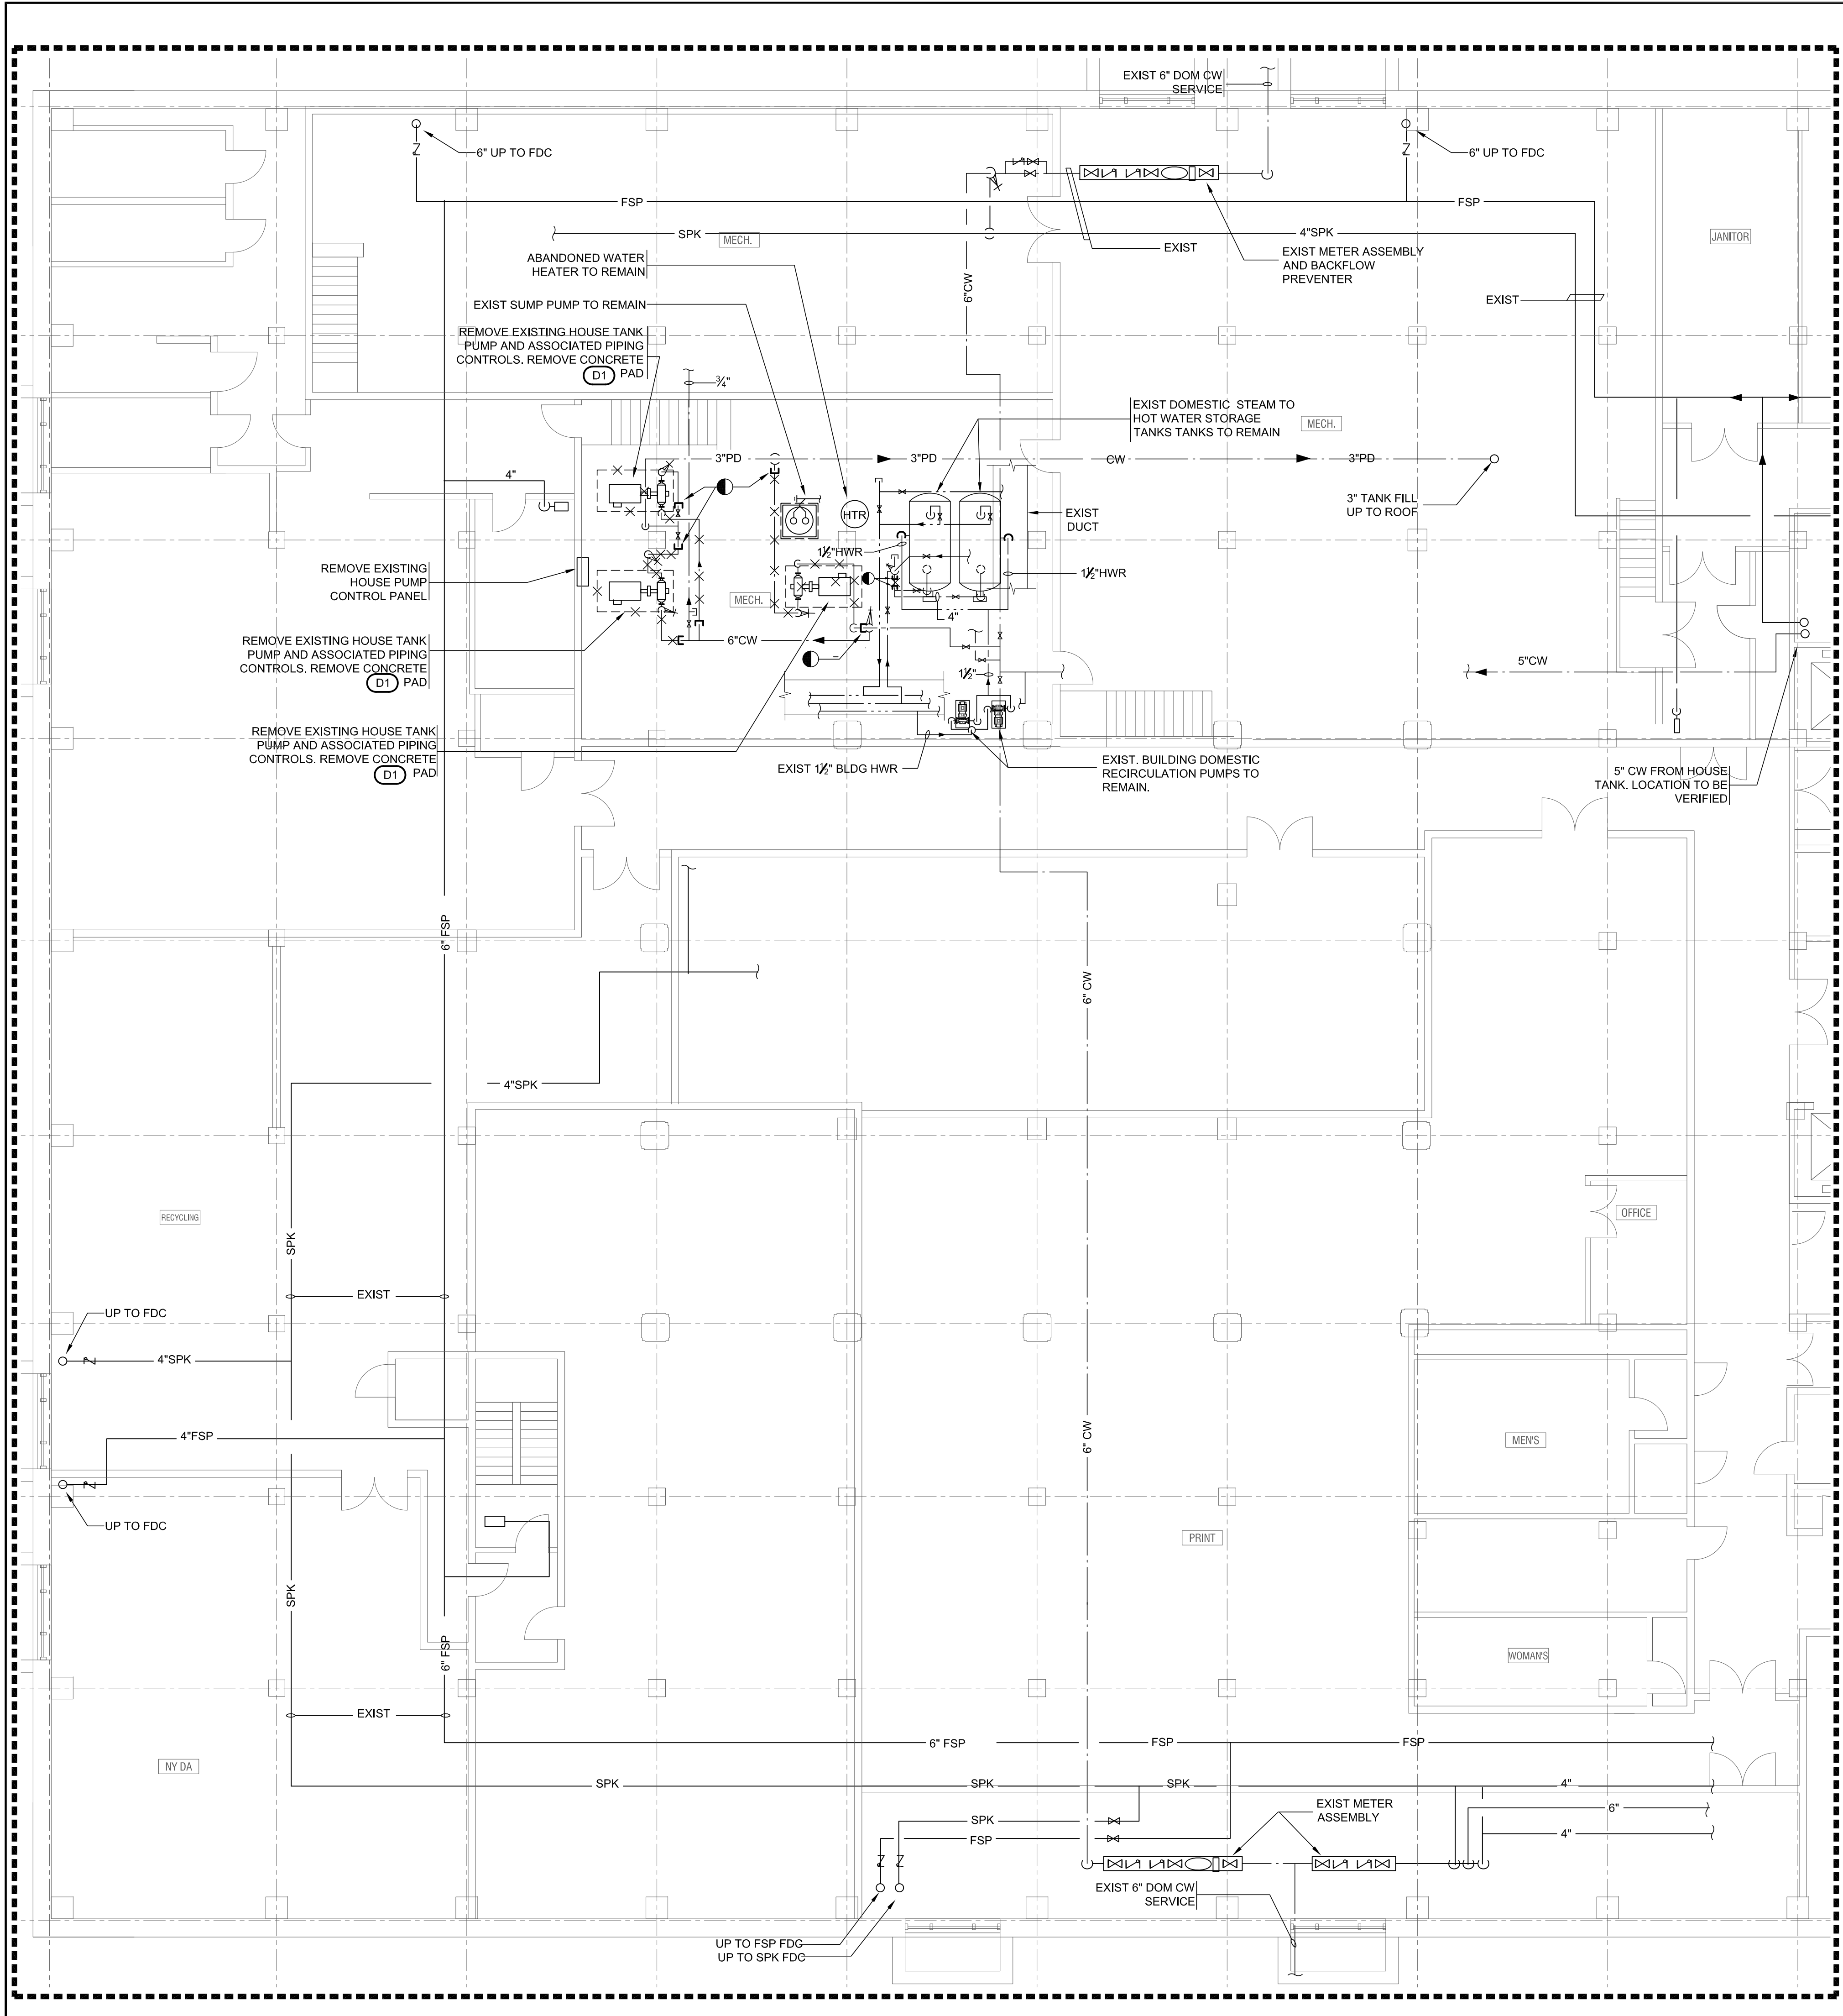 EXIST 6" DOM CW
SERVICE
6" UP TO FDC
6" UP TO FDC
FSP
FSP
SPK
4"SPK
MECH.
JANITOR
EXIST
ABANDONED WATER
HEATER TO REMAIN
EXIST METER ASSEMBLY
AND BACKFLOW
PREVENTER
6"CW
EXIST
EXIST SUMP PUMP TO REMAIN
REMOVE EXISTING HOUSE TANK
PUMP AND ASSOCIATED PIPING
CONTROLS. REMOVE CONCRETE
D1 PAD
3/4"
EXIST DOMESTIC STEAM TO
HOT WATER STORAGE
TANKS TANKS TO REMAIN
MECH.
3"PD
3"PD
CW
3"PD
4"
3" TANK FILL
UP TO ROOF
HTR
EXIST
DUCT
1½"HWR
1½"HWR
REMOVE EXISTING
HOUSE PUMP
CONTROL PANEL
MECH.
4"
6"CW
REMOVE EXISTING HOUSE TANK
PUMP AND ASSOCIATED PIPING
CONTROLS. REMOVE CONCRETE
D1 PAD
5"CW
1½"
REMOVE EXISTING HOUSE TANK
PUMP AND ASSOCIATED PIPING
CONTROLS. REMOVE CONCRETE
D1 PAD
EXIST 1½" BLDG HWR
EXIST. BUILDING DOMESTIC
RECIRCULATION PUMPS TO
REMAIN.
5" CW FROM HOUSE
TANK. LOCATION TO BE
VERIFIED
6" FSP
6" CW
4"SPK
RECYCLING
OFFICE
SPK
EXIST
UP TO FDC
4"SPK
4"FSP
6" CW
MEN'S
UP TO FDC
PRINT
SPK
6" FSP
WOMAN'S
EXIST
6" FSP
FSP
FSP
NY DA
SPK
SPK
SPK
4"
EXIST METER
ASSEMBLY
6"
SPK
4"
FSP
EXIST 6" DOM CW
SERVICE
UP TO FSP FDC
UP TO SPK FDC